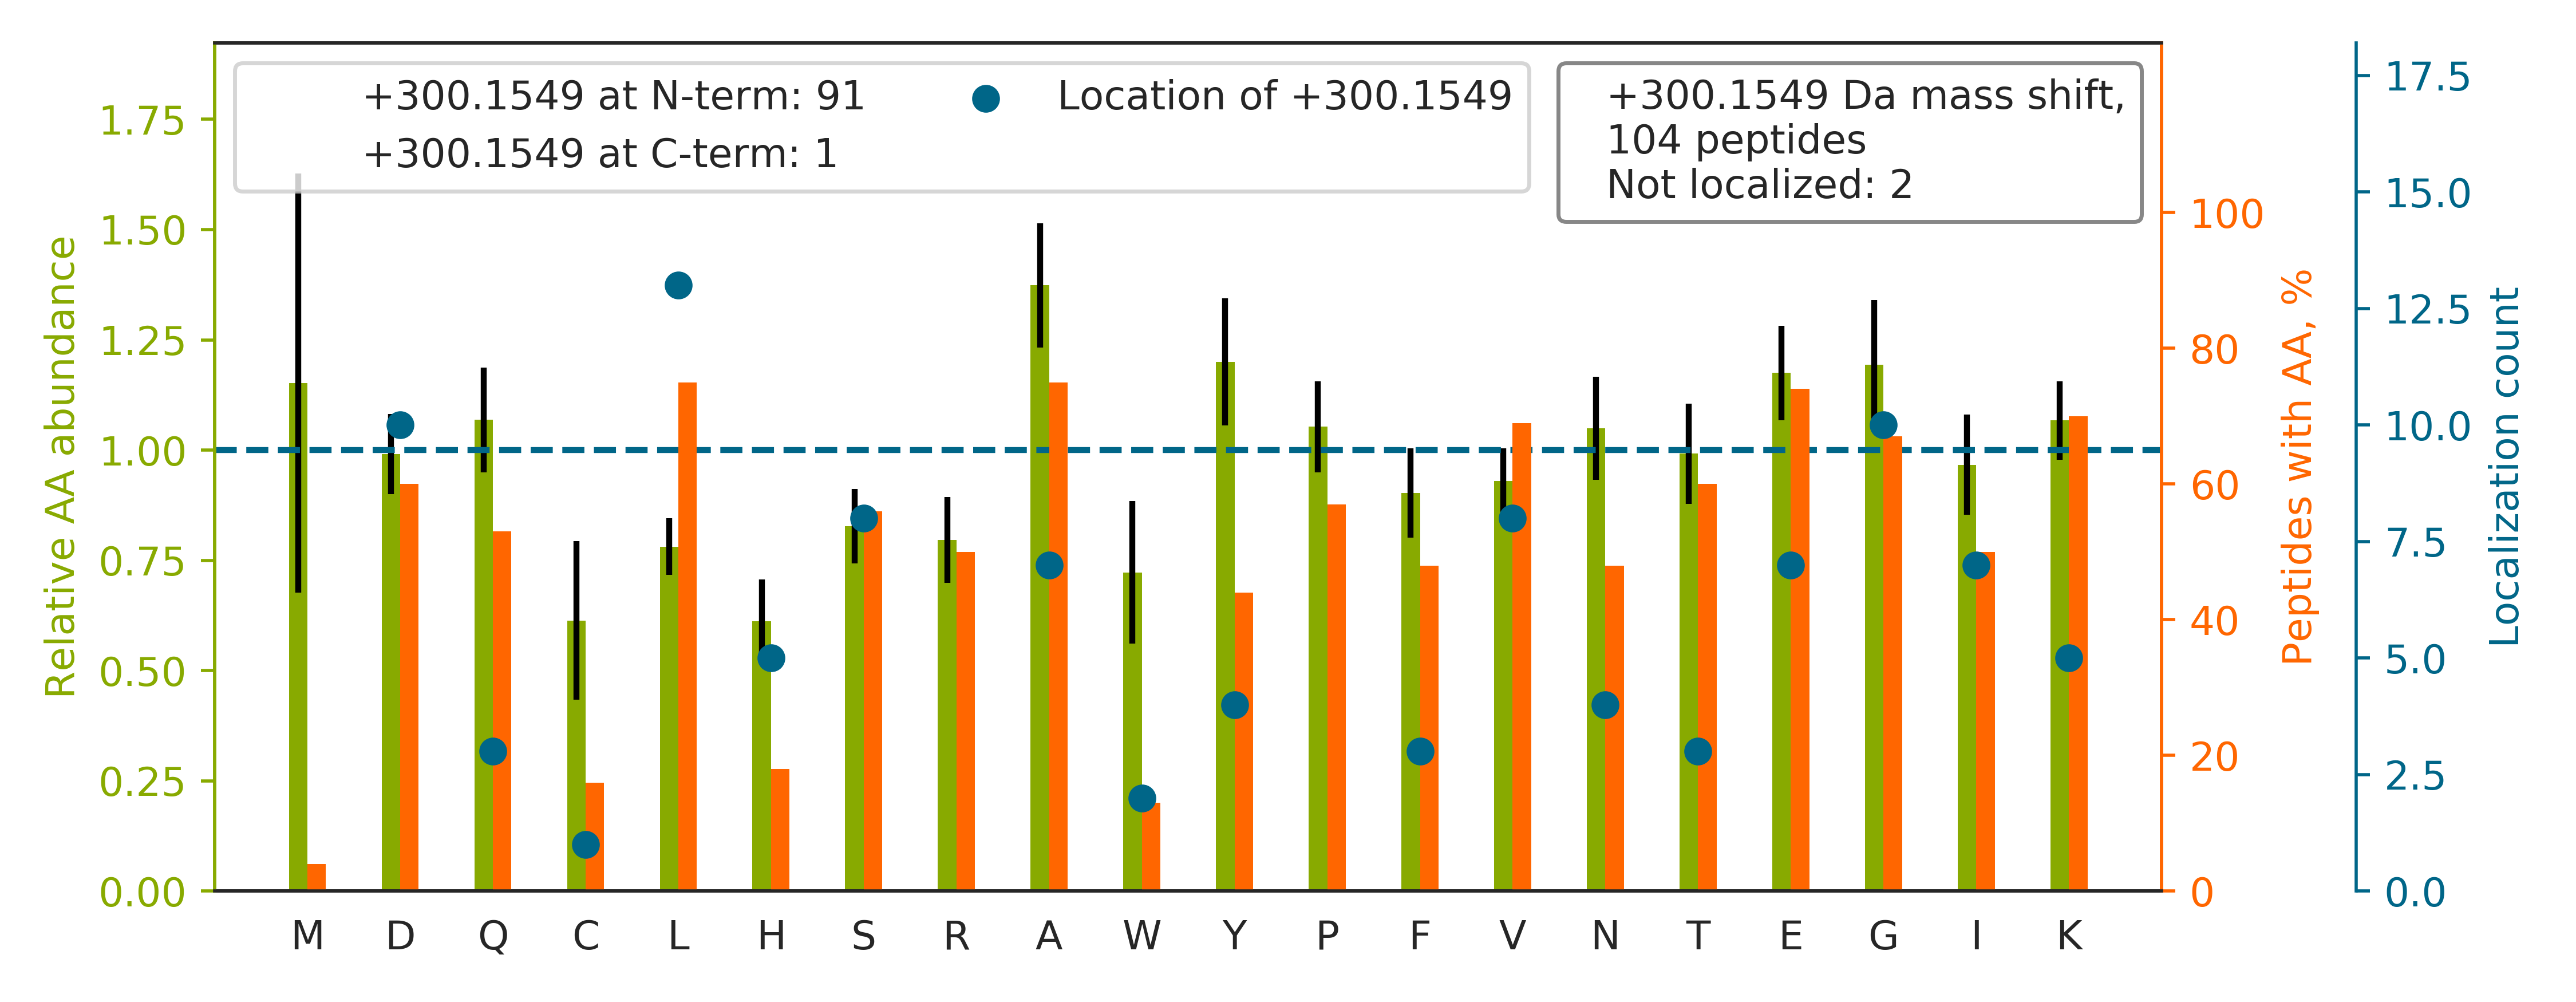 +300.1549 at N-term: 91
+300.1549 at C-term: 1
Location of +300.1549
+300.1549 Da mass shift,
104 peptides
Not localized: 2
Relative AA abundance
1.75
1.50
1.25
1.00
0.75
0.50
0.25
0.00
M D Q C L H S R A W Y P F V N T E G I K
100
80
60
40
20
0
Peptides with AA, %
17.5
15.0
12.5
10.0
7.5
5.0
2.5
0.0
Localization count